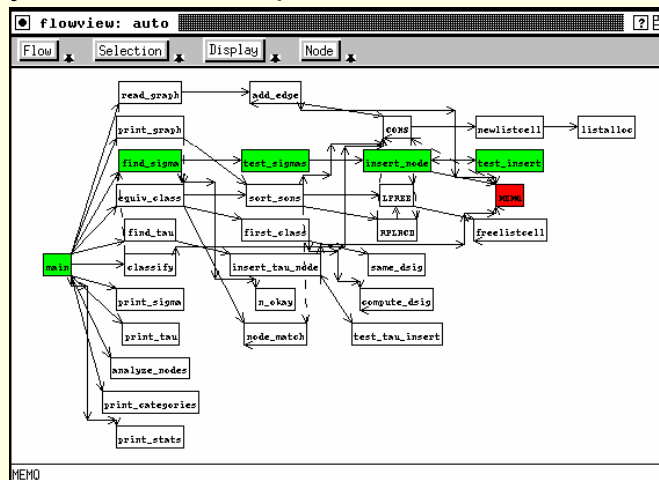 flowview: auto
?
Flow Selection Display Node
read_graph add_edge
print_graph CONS newlistcell listalloc
find_sigma test_sigmas insert_node test_insert
equiv_class sort_sons LFREE MEMQ
find_tau first_class RPLACD freelistcell
main classify insert_tau_node same_dsig
print_sigma n_okay compute_dsig
print_tau node_match test_tau_insert
analyze_nodes
print_categories
print_stats
MEMQ